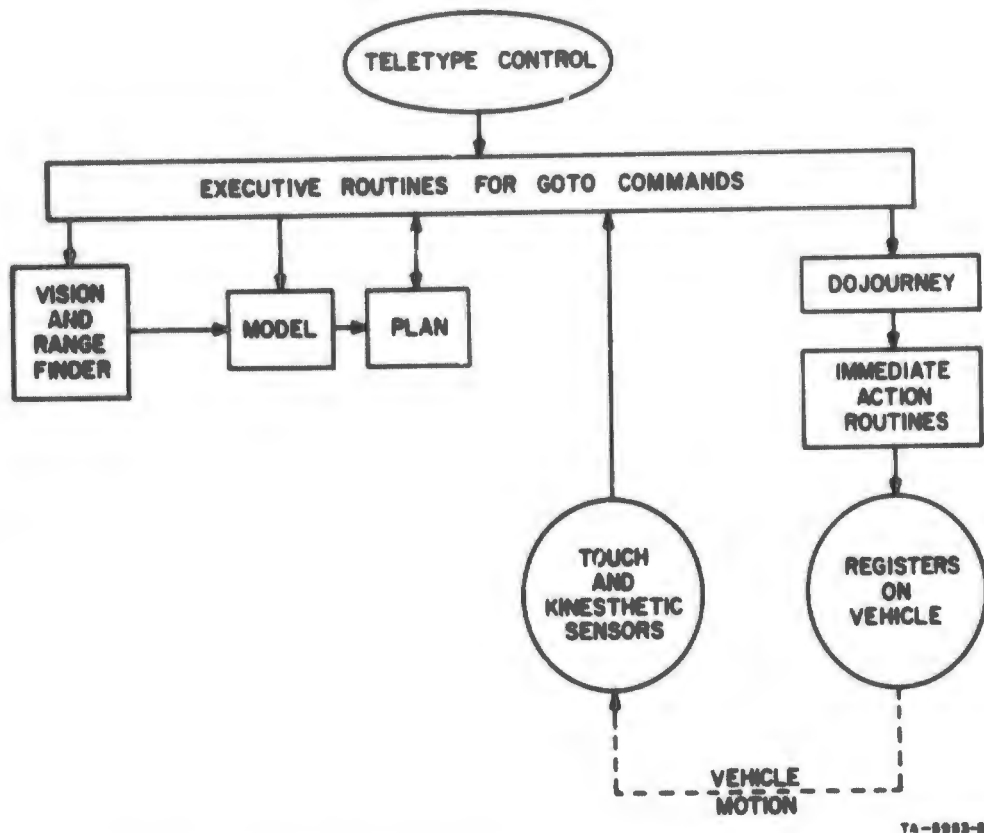 TELETYPE CONTROL
EXECUTIVE ROUTINES FOR GOTO COMMANDS
VISION
AND
RANGE
FINDER
MODEL
PLAN
DOJOURNEY
IMMEDIATE
ACTION
ROUTINES
TOUCH
AND
KINESTHETIC
SENSORS
REGISTERS
ON
VEHICLE
VEHICLE
MOTION